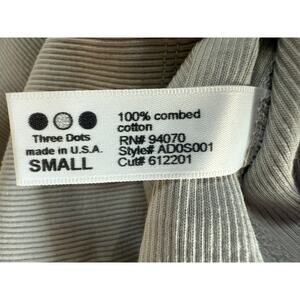 Three Dots
made in U.S.A.
SMALL
100% combed
cotton
RN# 94070
Style# AD0S001
Cut# 612201